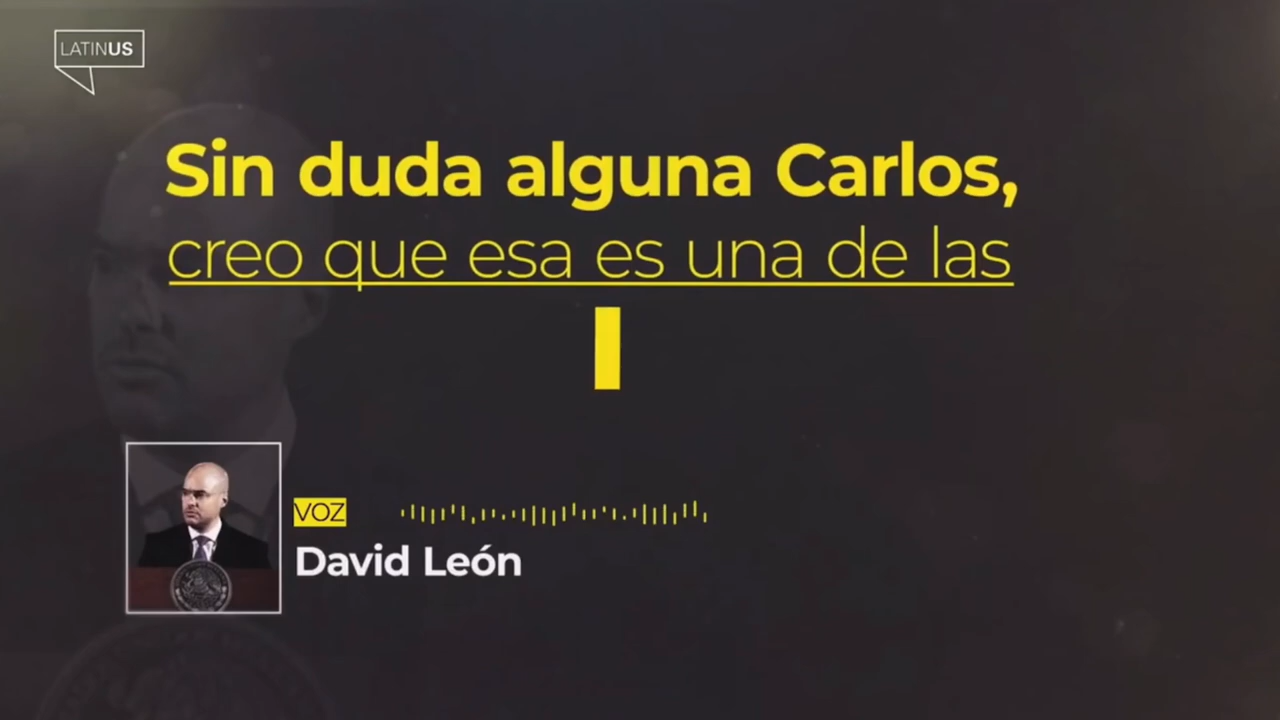 LATINUS
Sin duda alguna Carlos,
creo que esa es una de las
VOZ
David León